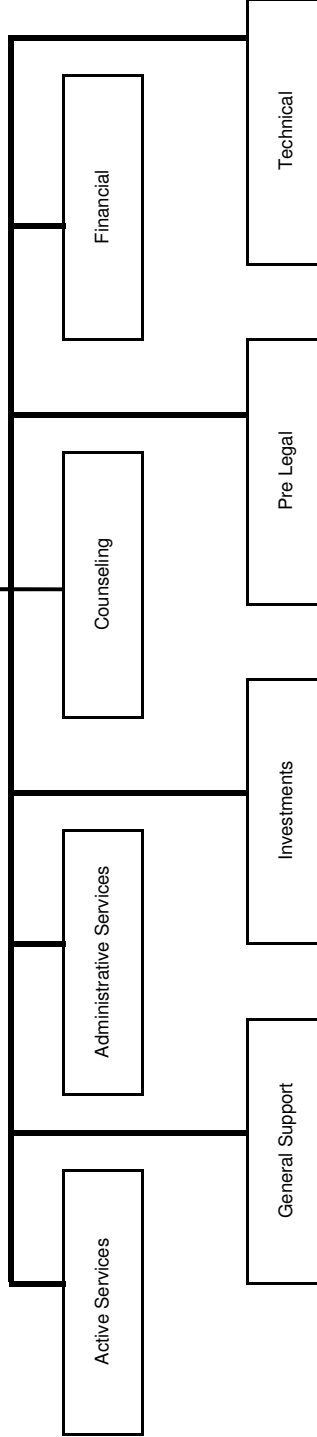 Active Services
Administrative Services
Counseling
Financial
General Support
Investments
Pre Legal
Technical